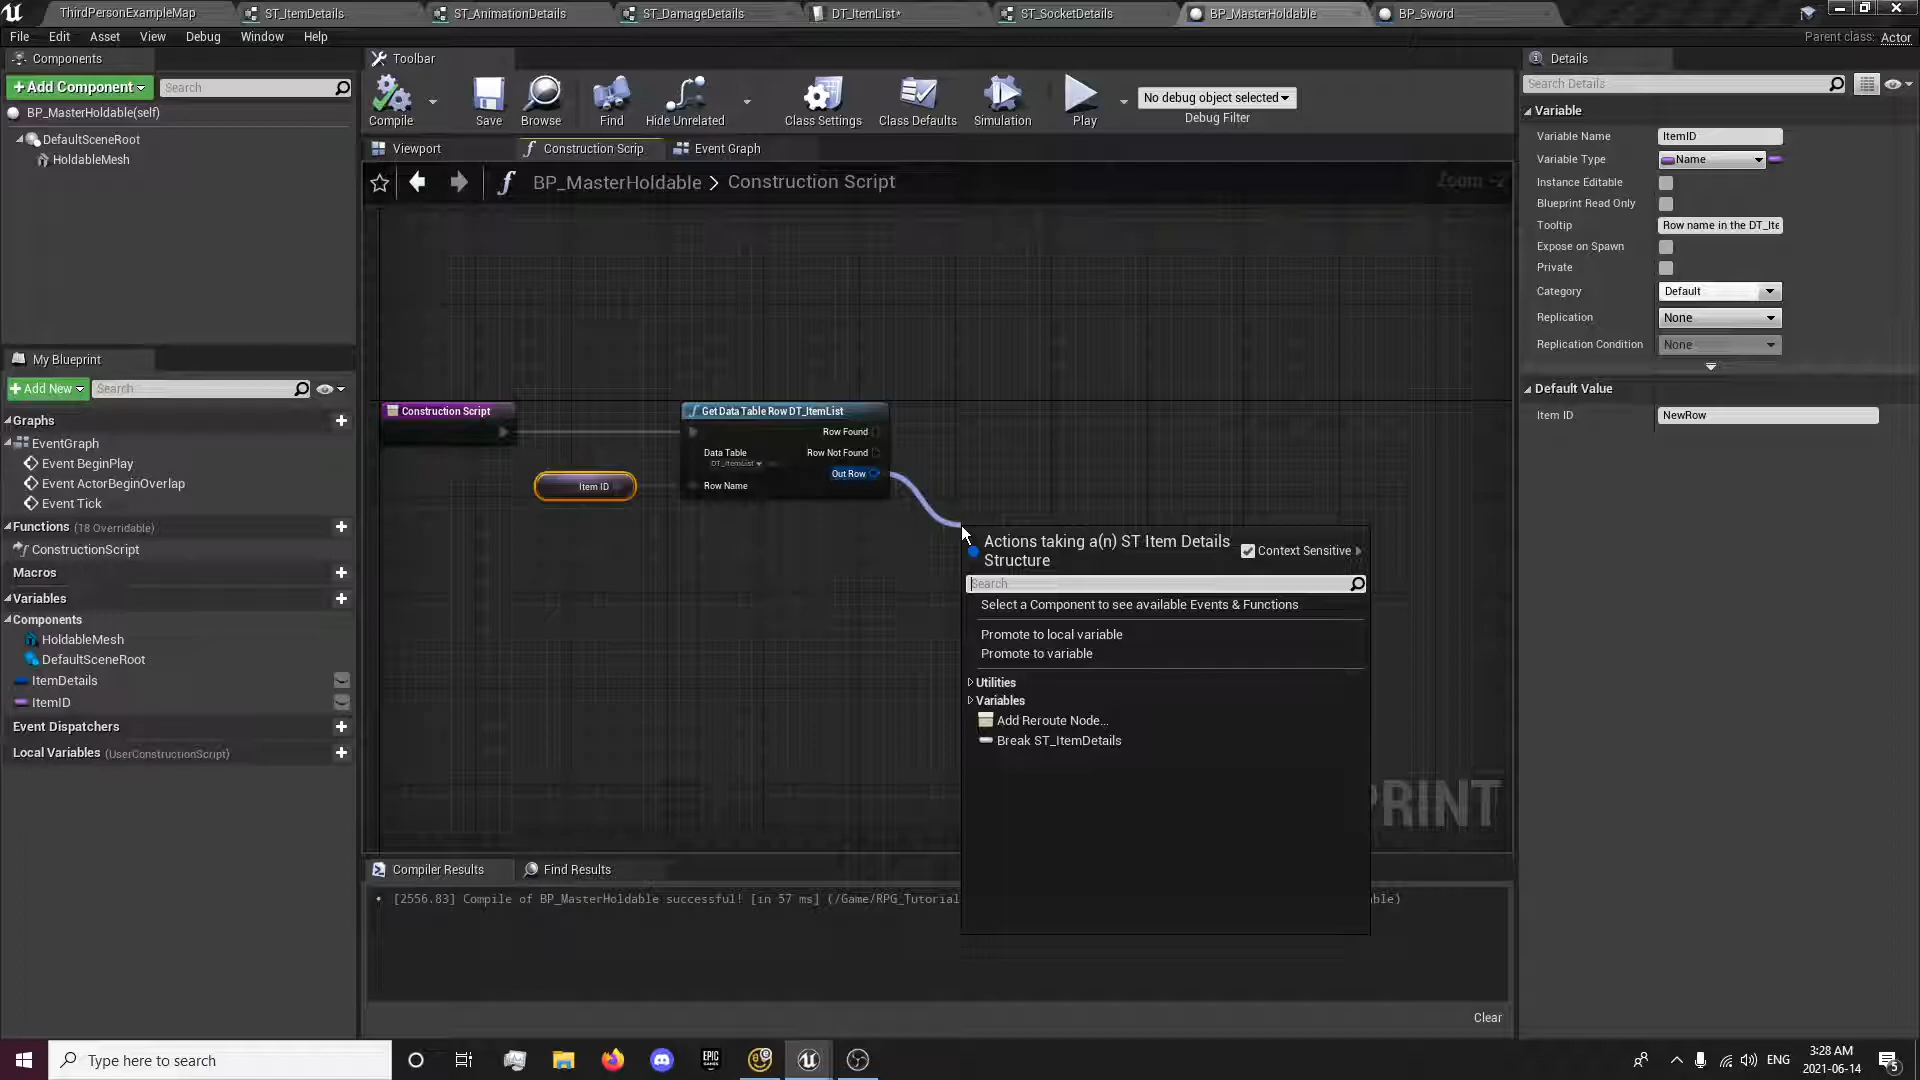 ThirdPersonExampleMap
ST_ItemDetails
ST_AnimationDetails
ST_DamageDetails
DT_ItemList*
ST_SocketDetails
BP_MasterHoldable
BP_Sword
File Edit Asset View Debug Window Help
Parent class: Actor
Components
+Add Component
Search
BP_MasterHoldable(self)
DefaultSceneRoot
HoldableMesh
Toolbar
Compile
Save
Browse
Find
Hide Unrelated
Class Settings
Class Defaults
Simulation
Play
No debug object selected
Debug Filter
Viewport
Construction Scrip
Event Graph
BP_MasterHoldable > Construction Script
Zoom -2
My Blueprint
+Add New
Search
Graphs
EventGraph
Event BeginPlay
Event ActorBeginOverlap
Event Tick
Functions (18 Overridable)
ConstructionScript
Macros
Variables
Components
HoldableMesh
DefaultSceneRoot
ItemDetails
ItemID
Event Dispatchers
Local Variables (UserConstructionScript)
Construction Script
Item ID
Get Data Table Row DT_ItemList
Row Found
Data Table
DT_ItemList
Row Not Found
Out Row
Row Name
Actions taking a(n) ST Item Details
Structure
Context Sensitive
Search
Select a Component to see available Events & Functions
Promote to local variable
Promote to variable
Utilities
Variables
Add Reroute Node...
Break ST_ItemDetails
PRINT
Compiler Results
Find Results
[2556.83] Compile of BP_MasterHoldable successful! [in 57 ms] (/Game/RPG_Tutorial
able)
Clear
Details
Search Details
Variable
Variable Name ItemID
Variable Type Name
Instance Editable
Blueprint Read Only
Tooltip Row name in the DT_Ite
Expose on Spawn
Private
Category Default
Replication None
Replication Condition None
Default Value
Item ID NewRow
Type here to search
EPIC
ENG
3:28 AM
2021-06-14
5